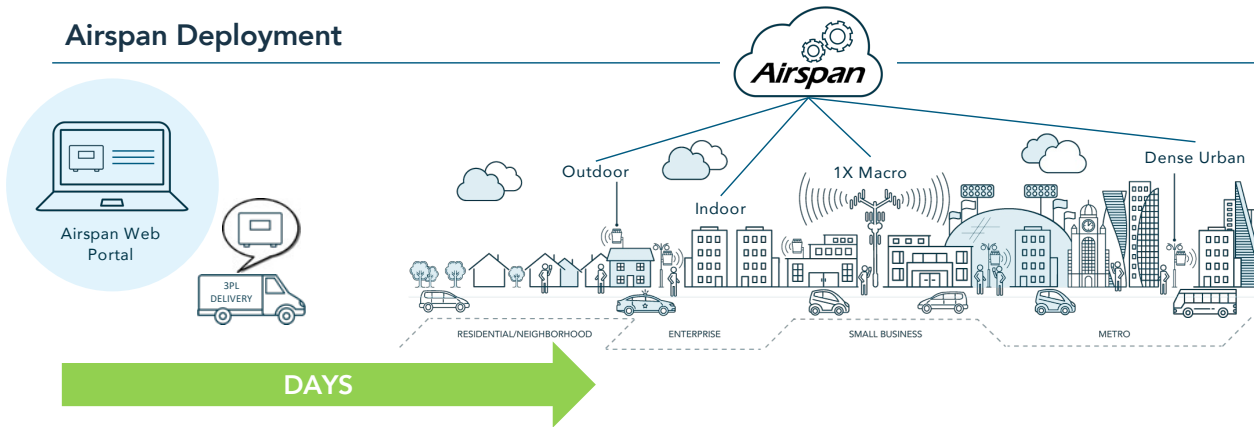 Airspan Deployment
Airspan
Outdoor
1X Macro
Dense Urban
Indoor
Airspan Web
Portal
3PL
DELIVERY
RESIDENTIAL/NEIGHBORHOOD
ENTERPRISE
SMALL BUSINESS
METRO
DAYS